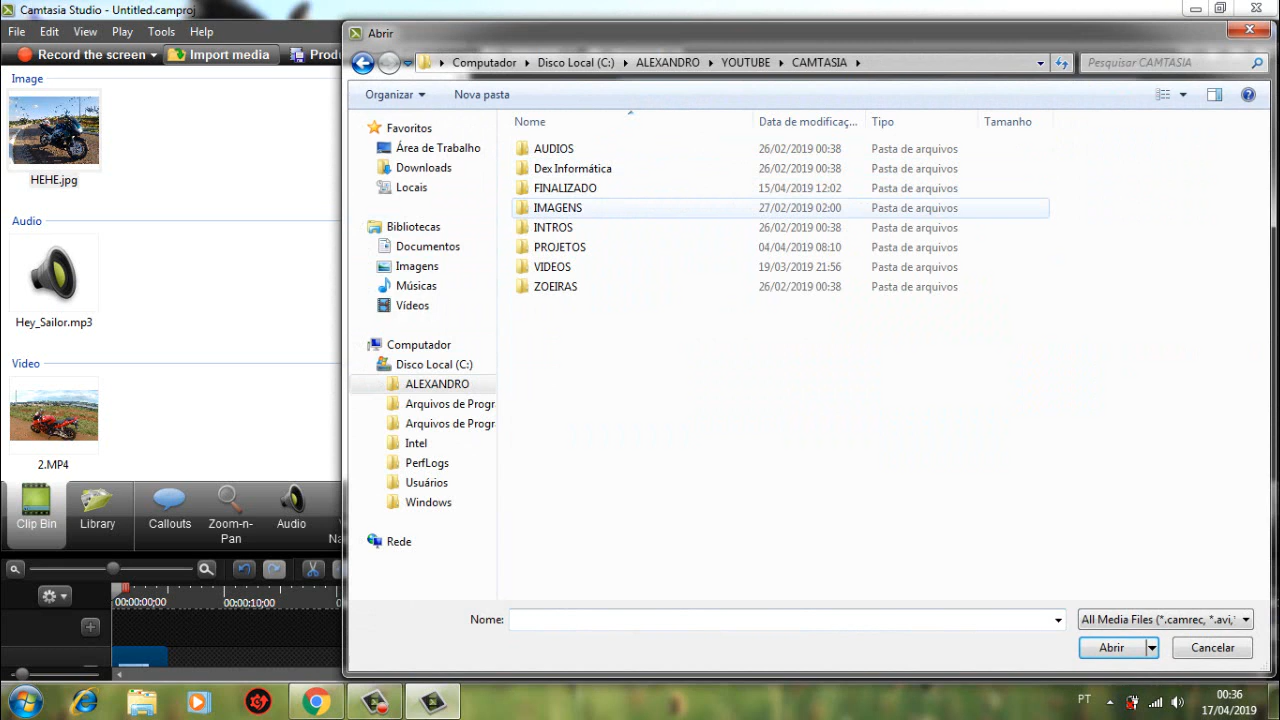 Camtasia Studio - Untitled.camproj
File Edit View Play Tools Help
Record the screen Import media Produ
Image
HEHE.jpg
Audio
Hey_Sailor.mp3
Video
2.MP4
Clip Bin
Library
Callouts
Zoom-n-
Pan
Audio
00:00:00;00 00:00:10;00
Abrir
Computador Disco Local (C:) ALEXANDRO YOUTUBE CAMTASIA
Pesquisar CAMTASIA
Organizar Nova pasta
Favoritos
Área de Trabalho
Downloads
Locais
Bibliotecas
Documentos
Imagens
Músicas
Vídeos
Computador
Disco Local (C:)
ALEXANDRO
Arquivos de Progr
Arquivos de Progr
Intel
PerfLogs
Usuários
Windows
Rede
Nome Data de modificaç... Tipo Tamanho
AUDIOS 26/02/2019 00:38 Pasta de arquivos
Dex Informática 26/02/2019 00:38 Pasta de arquivos
FINALIZADO 15/04/2019 12:02 Pasta de arquivos
IMAGENS 27/02/2019 02:00 Pasta de arquivos
INTROS 26/02/2019 00:38 Pasta de arquivos
PROJETOS 04/04/2019 08:10 Pasta de arquivos
VIDEOS 19/03/2019 21:56 Pasta de arquivos
ZOEIRAS 26/02/2019 00:38 Pasta de arquivos
Nome: All Media Files (*.camrec, *.avi,
Abrir Cancelar
PT
00:36
17/04/2019